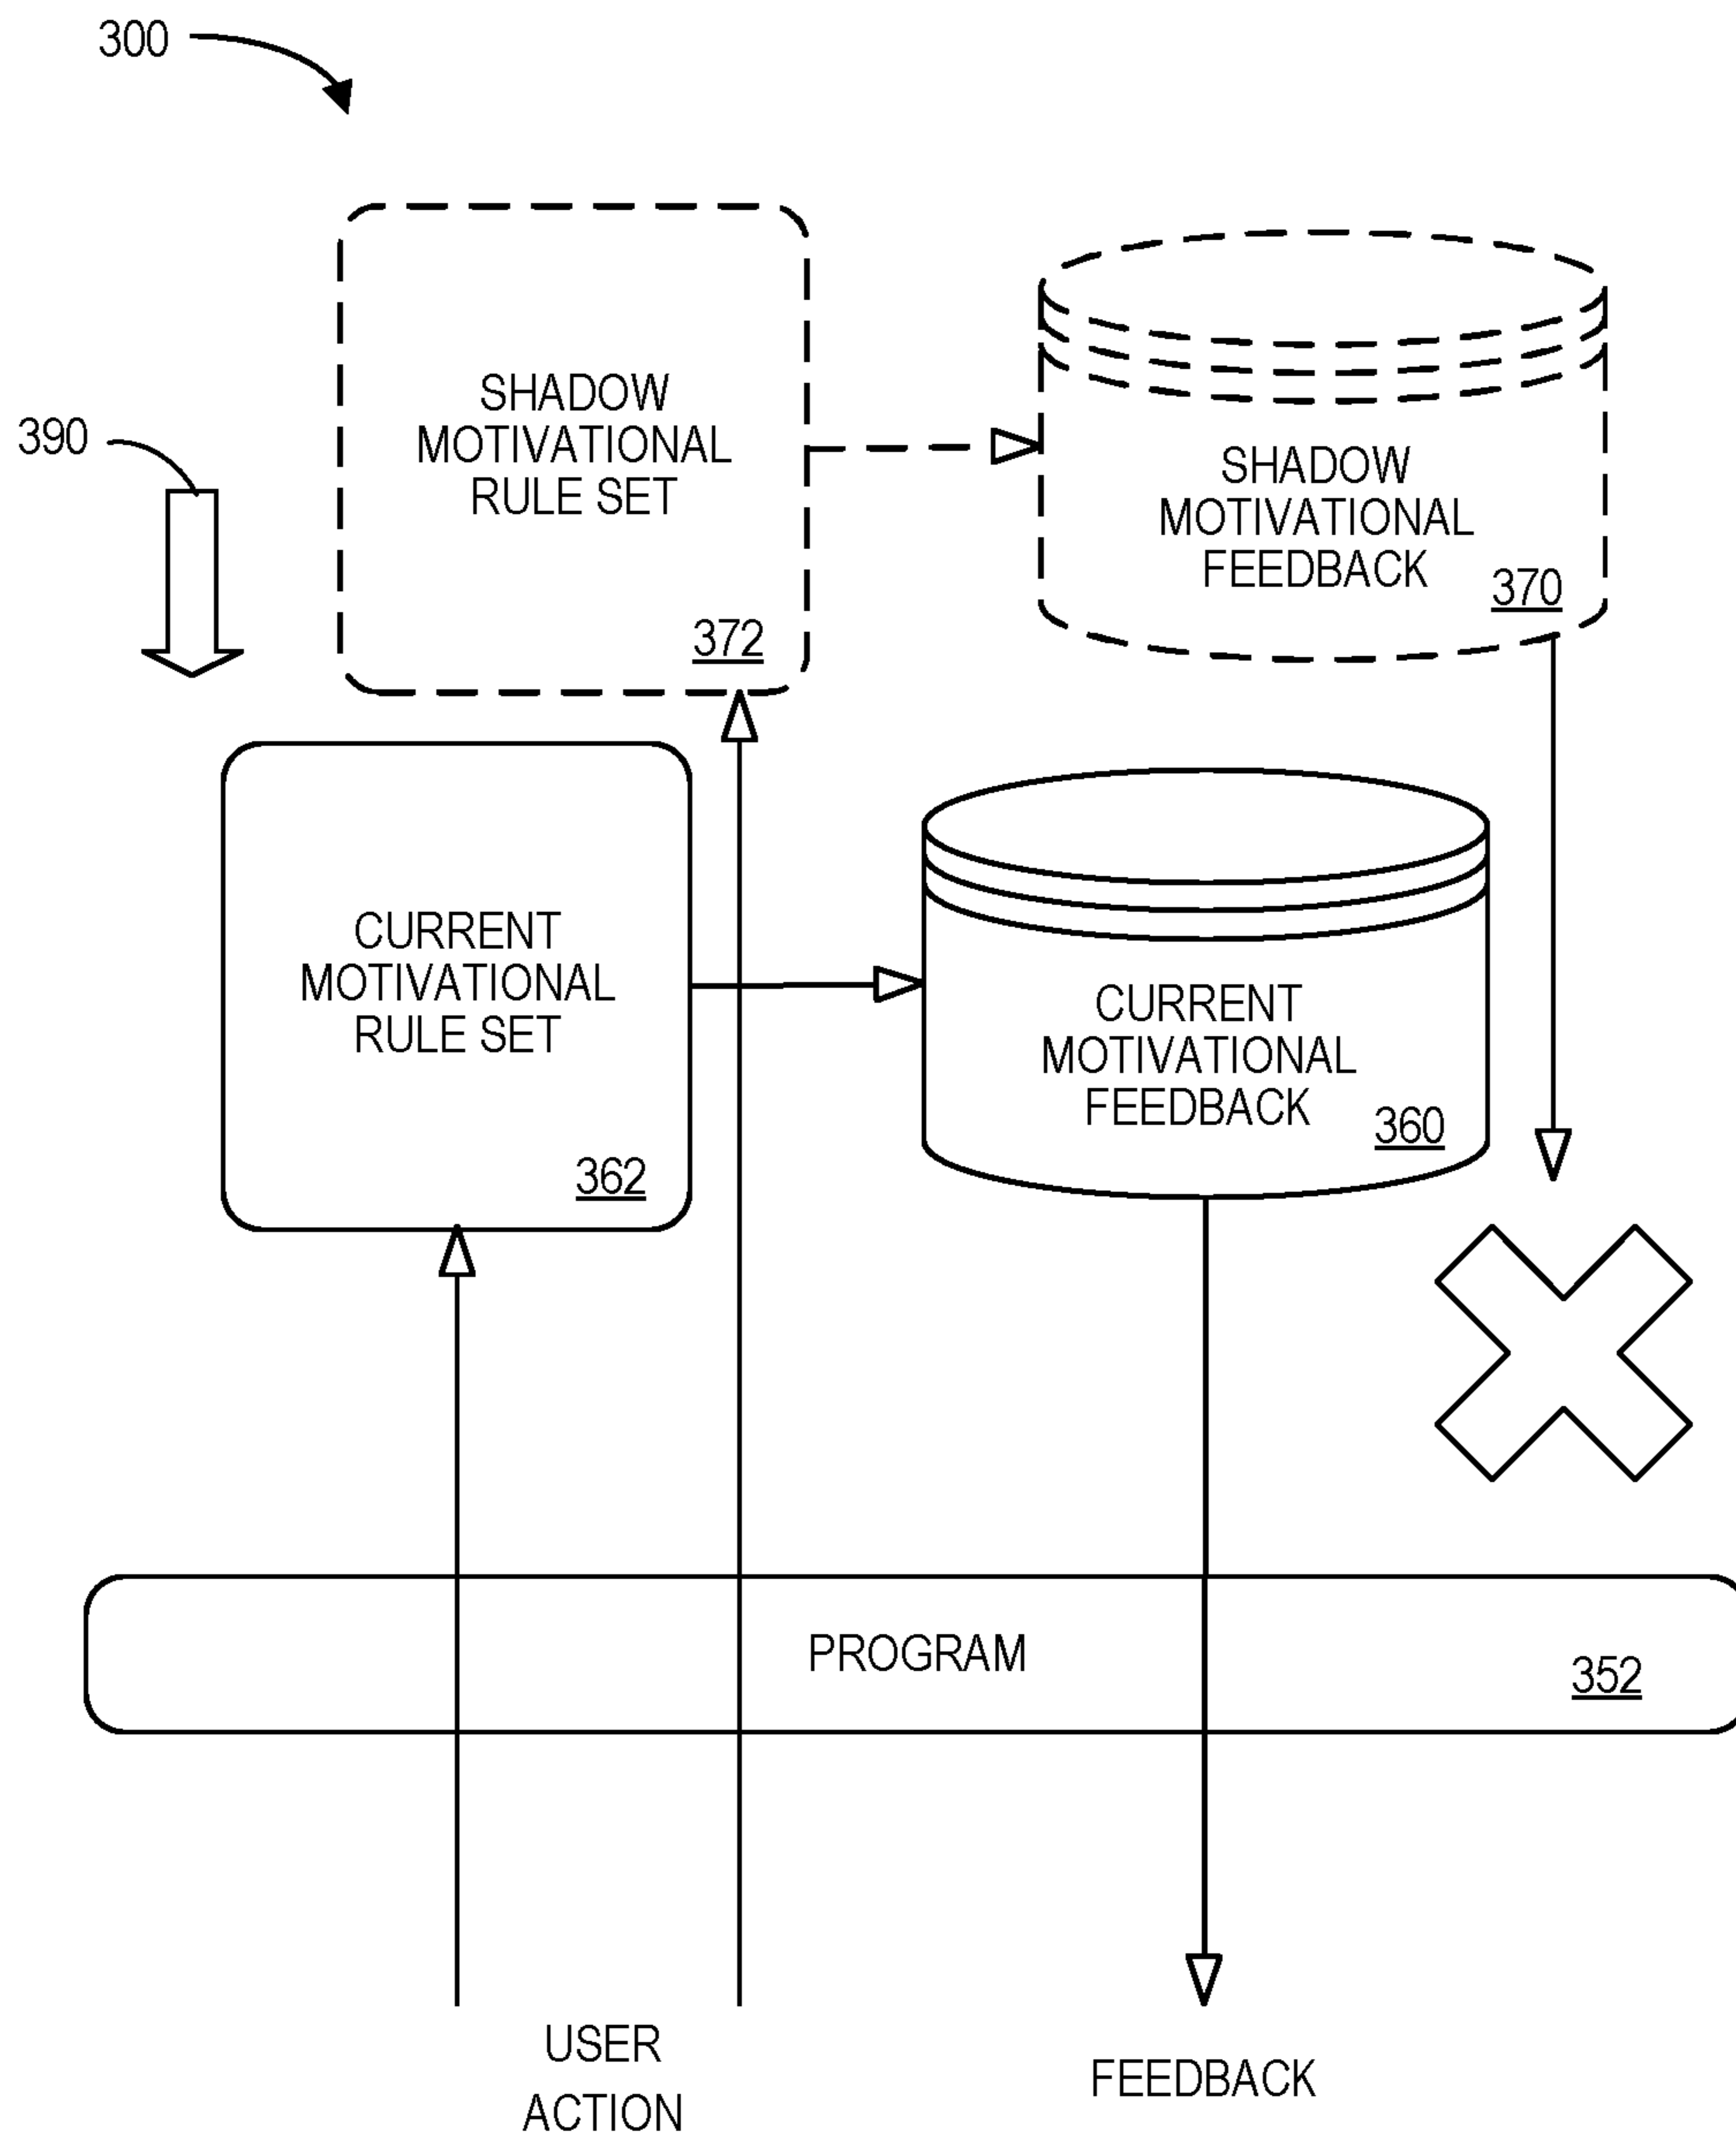 300
SHADOW
MOTIVATIONAL
RULE SET
372
390
SHADOW
MOTIVATIONAL
FEEDBACK
370
CURRENT
MOTIVATIONAL
RULE SET
362
CURRENT
MOTIVATIONAL
FEEDBACK
360
PROGRAM
352
USER
ACTION
FEEDBACK